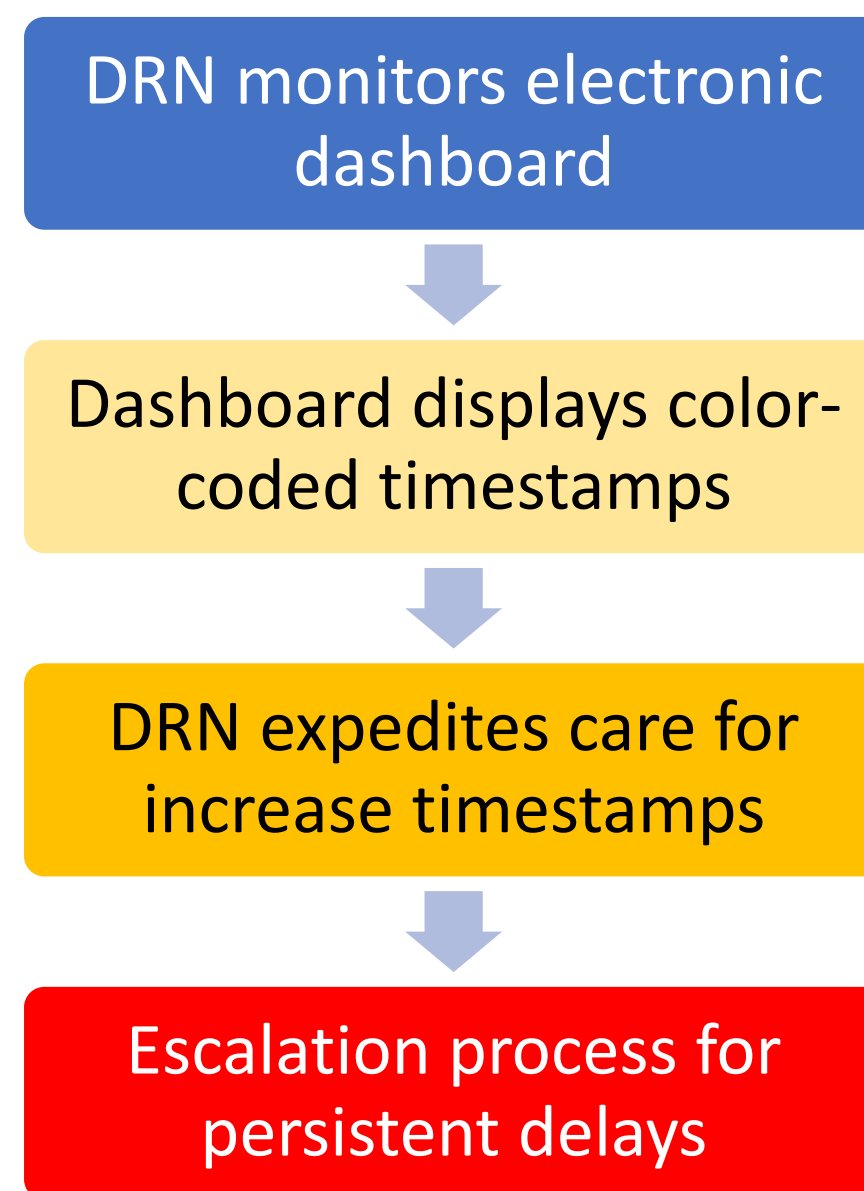 DRN monitors electronic
dashboard
Dashboard displays color-
coded timestamps
DRN expedites care for
increase timestamps
Escalation process for
persistent delays